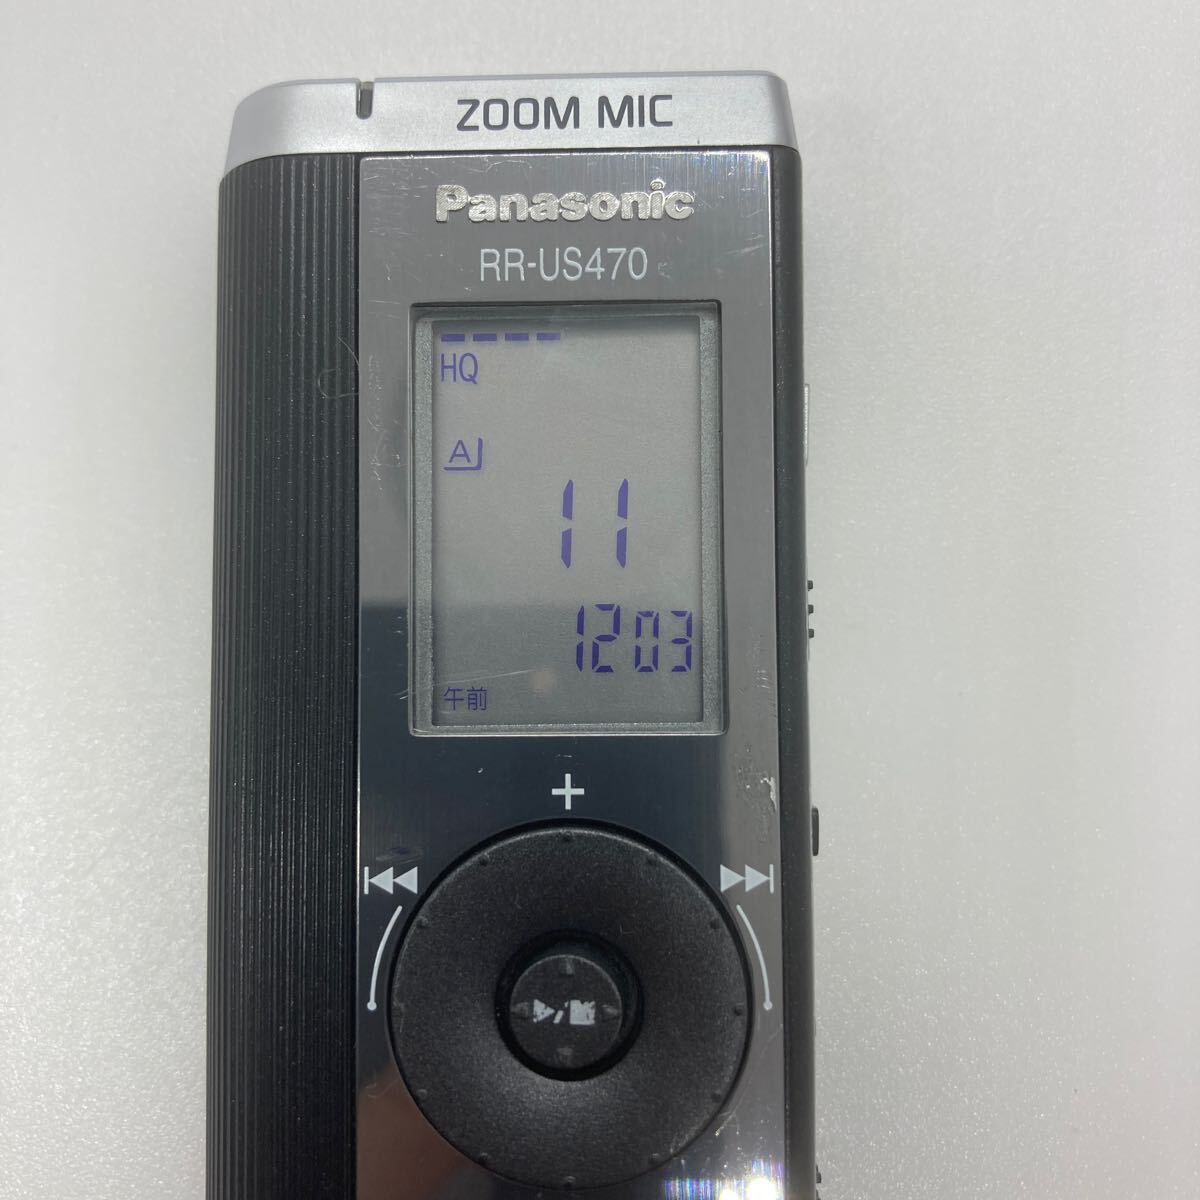 ZOOM MIC
Panasonic
RR-US470
HQ
A
11
1203
午前
+